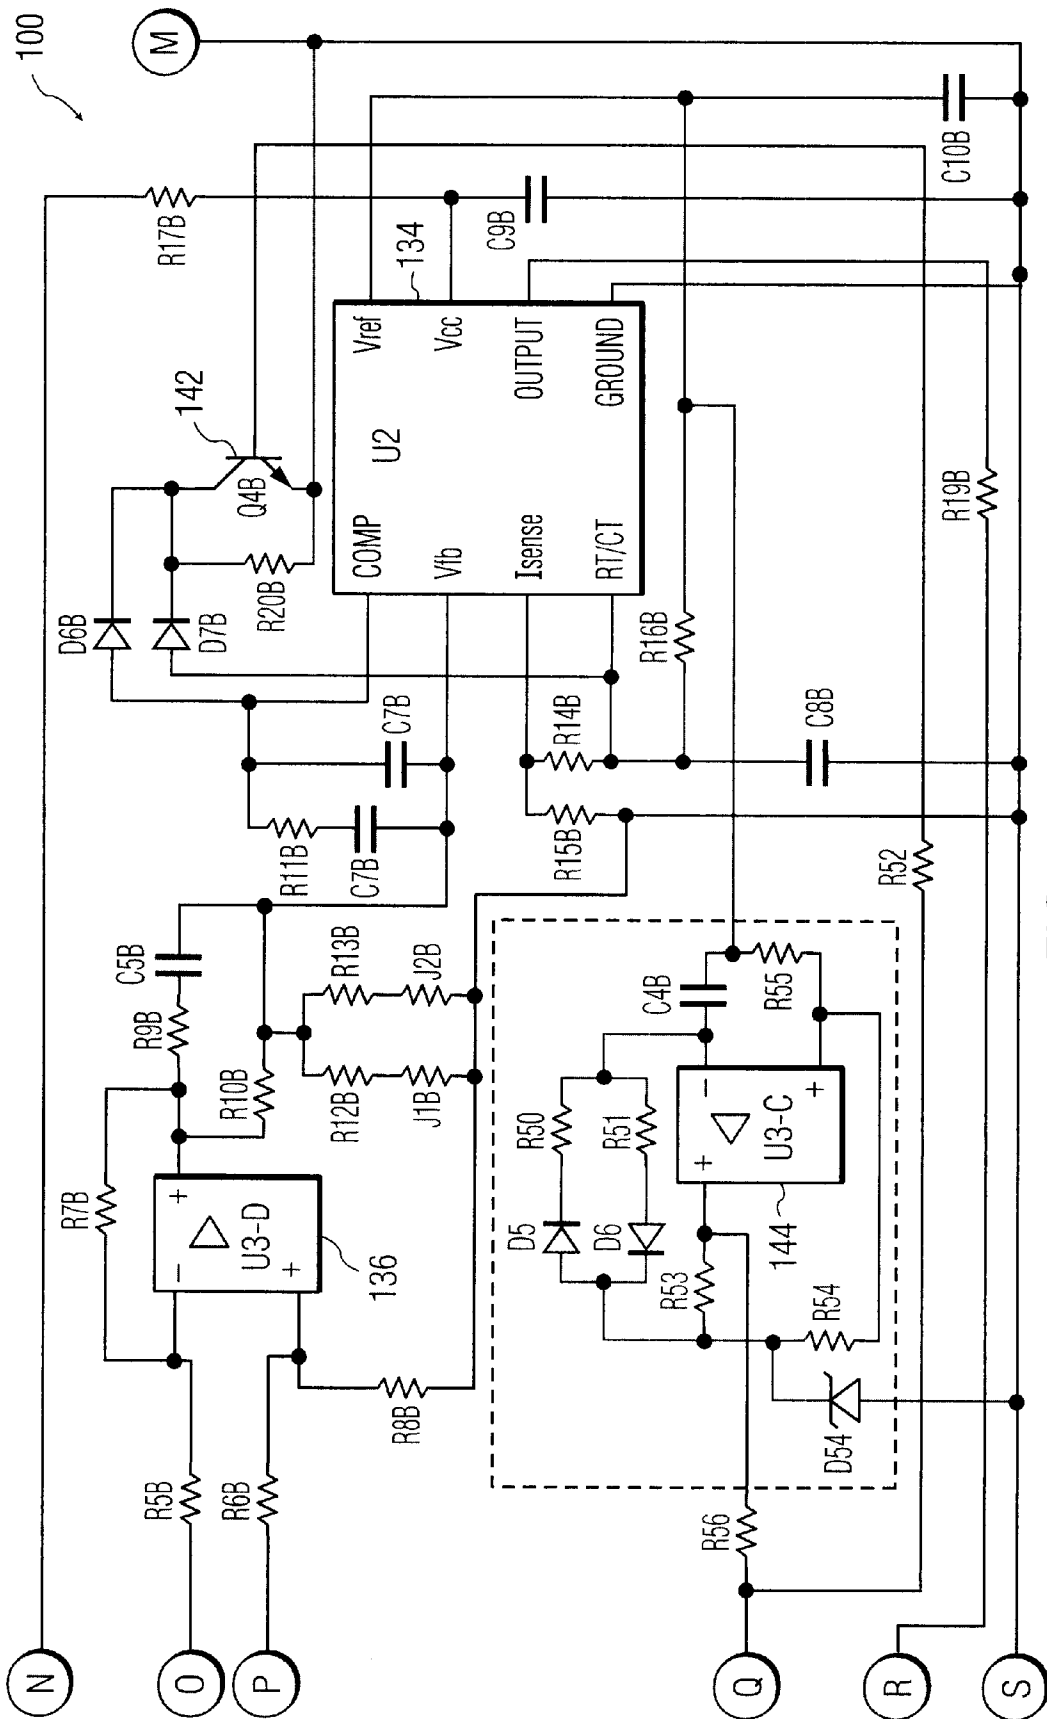 100
M
N
R17B
C9B
C10B
134
Vref
Vcc
OUTPUT
GROUND
U2
COMP
Vfb
Isense
RT/CT
142
Q4B
R20B
D6B
D7B
C7B
R11B
C7B
R14B
R15B
R16B
C8B
R19B
R52
C5B
R9B
R10B
R7B
R13B
J2B
R12B
J1B
+
−
+
U3-D
136
R5B
O
R6B
P
R8B
C4B
R55
R50
R51
D5
D6
−
+
+
U3-C
144
R53
R54
D54
R56
Q
R
S